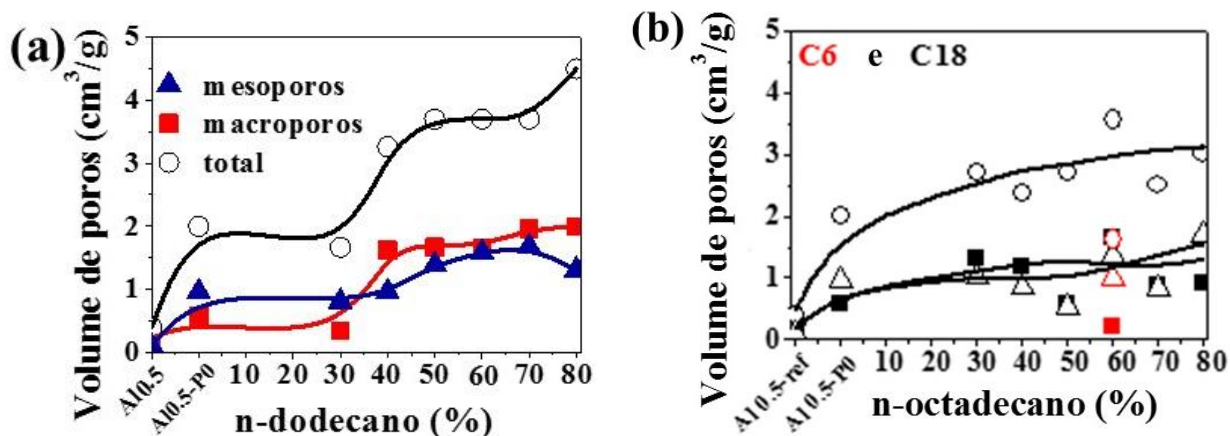 (a)
Volume de poros (cm³/g)
5
4
3
2
1
0
mesoporos
macroporos
total
Al0.5
Al0.5-P0
10 20 30 40 50 60 70 80
n-dodecano (%)
(b)
Volume de poros (cm³/g)
5
4
3
2
1
0
C6 e C18
A10.5-ref
A10.5-P0
10 20 30 40 50 60 70 80
n-octadecano (%)